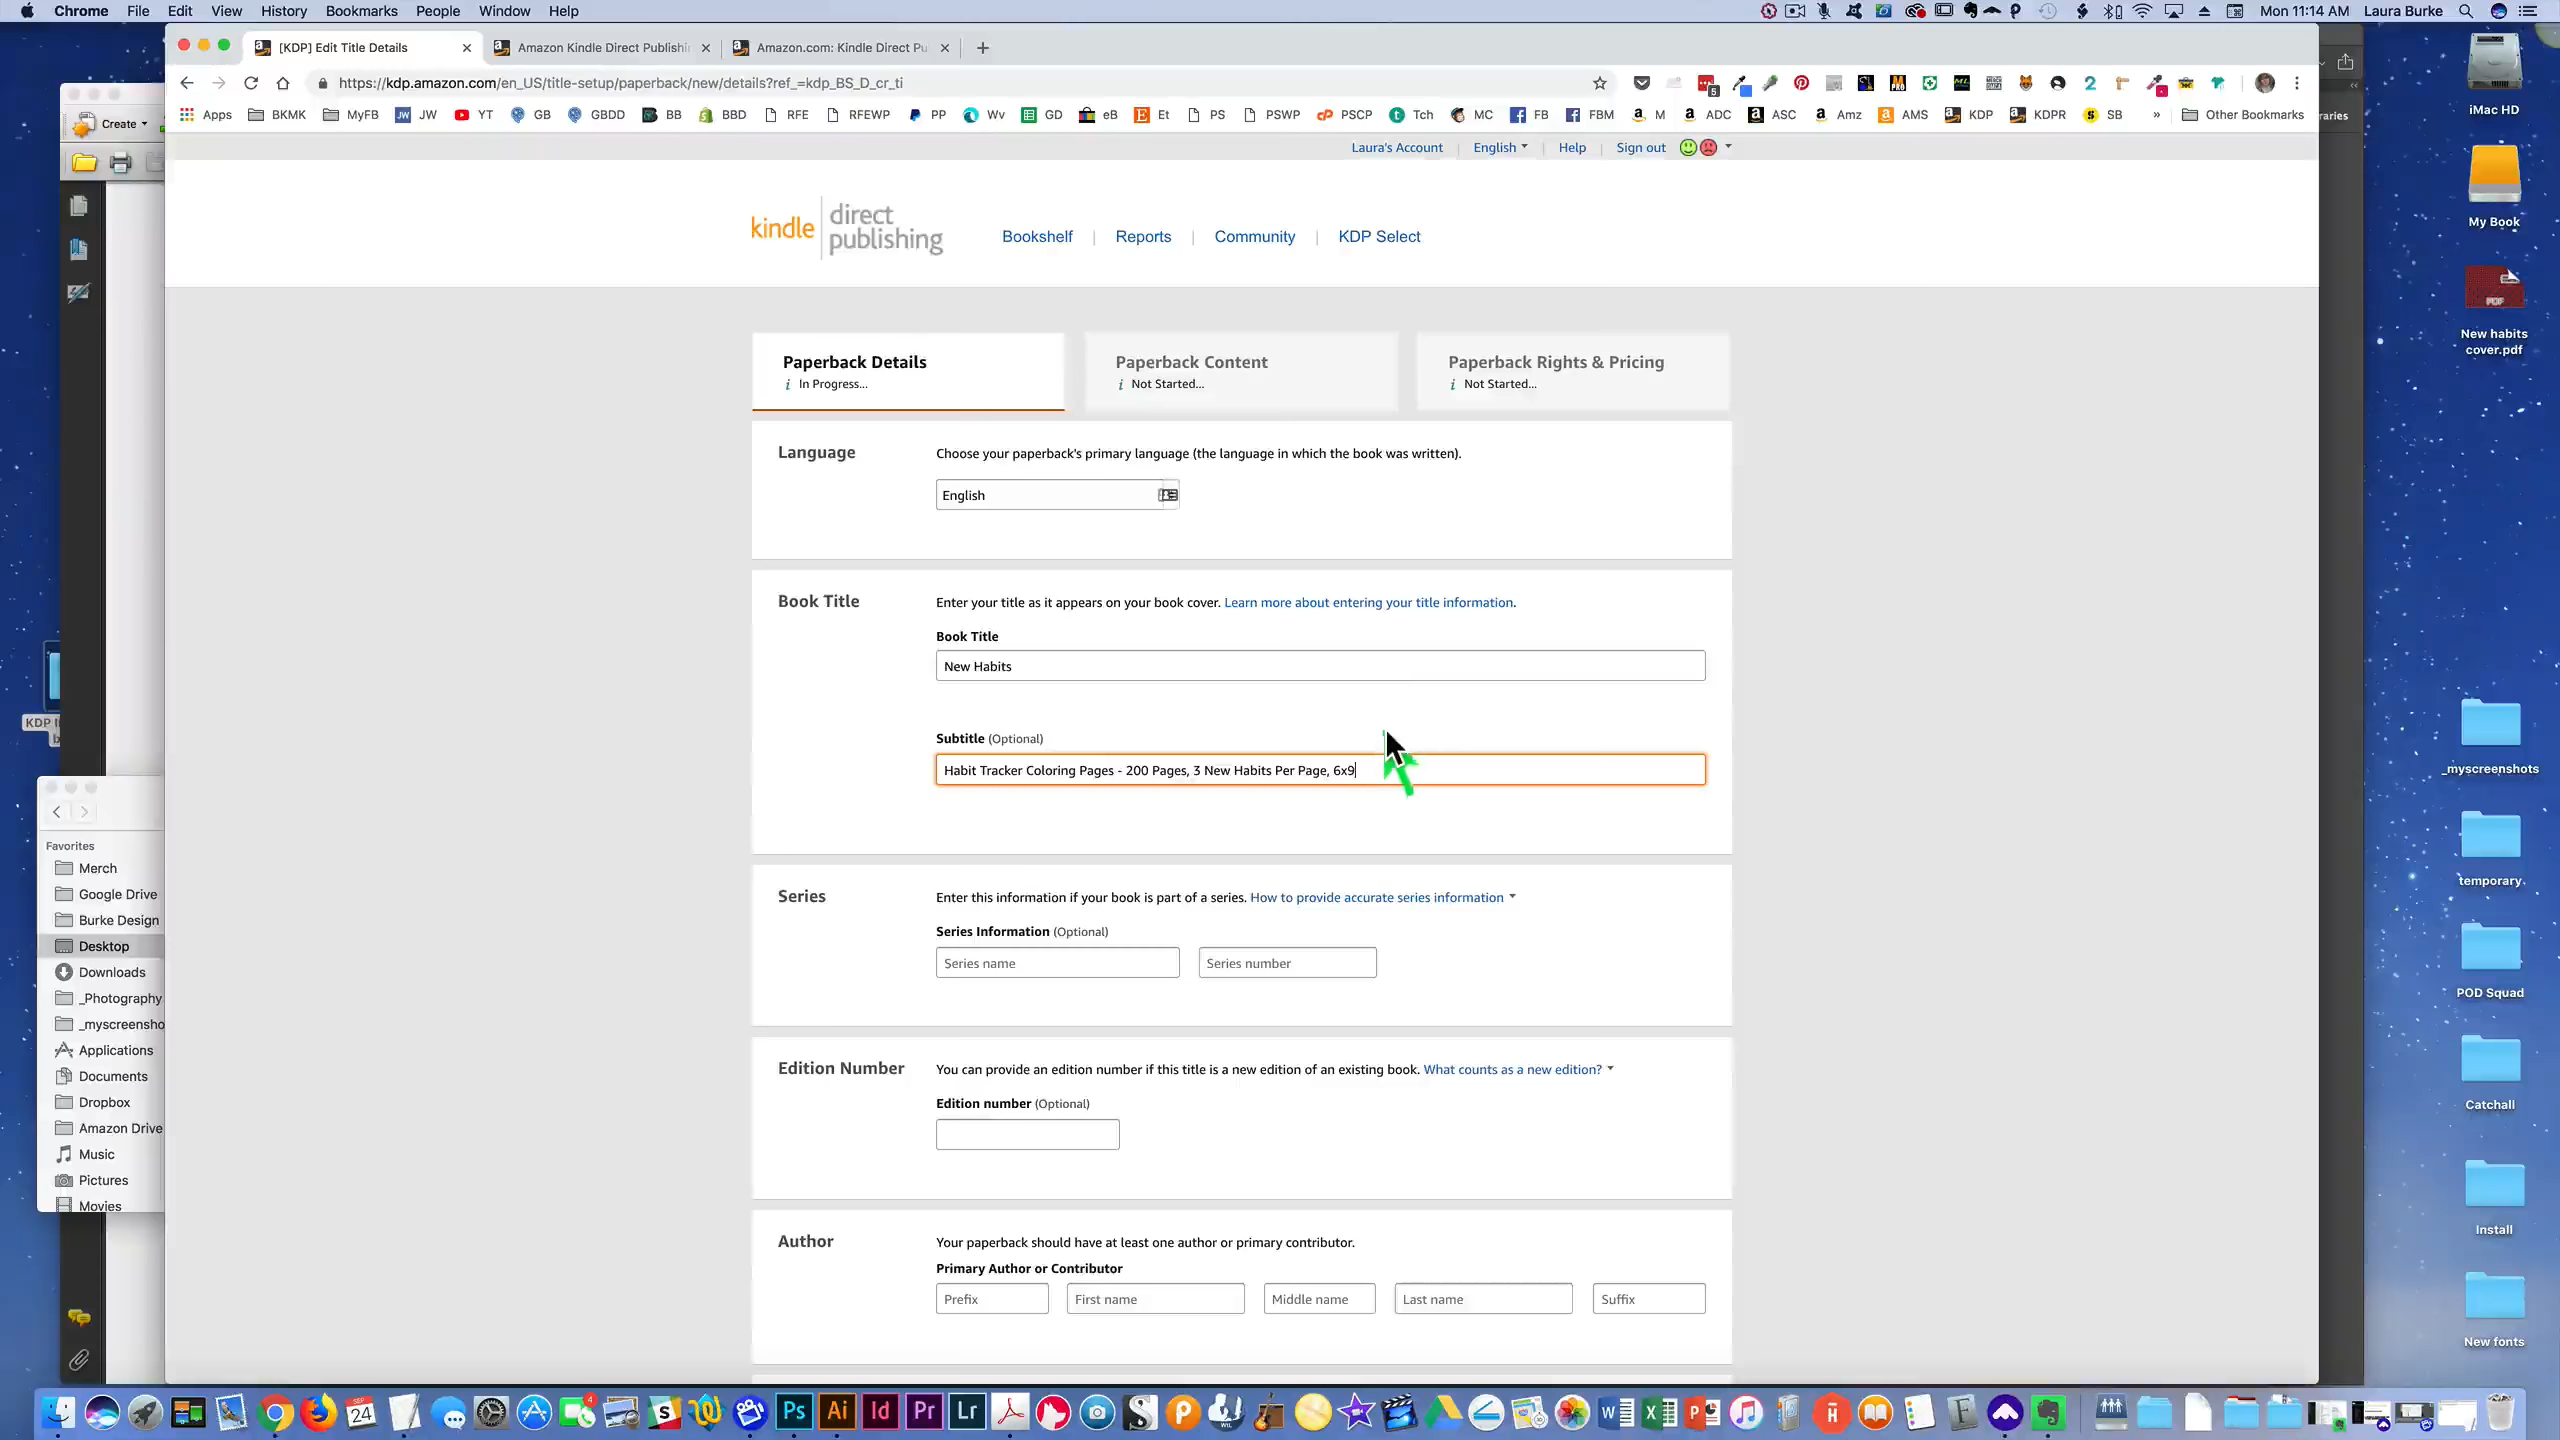 Chrome File Edit View History Bookmarks People Window Help Mon 11:14 AM Laura Burke
[KDP] Edit Title Details Amazon Kindle Direct Publishi Amazon.com: Kindle Direct Pu
https://kdp.amazon.com/en_US/title-setup/paperback/new/details?ref_=kdp_BS_D_cr_ti
Apps BKMK MyFB JW YT GB GBDD BB BBD RFE RFEWP PP Wv GD eB Et PS PSWP PSCP Tch MC FB FBM M ADC ASC Amz AMS KDP KDPR SB » Other Bookmarks
Create
raries
Laura's Account English Help Sign out
kindle direct publishing
Bookshelf | Reports | Community | KDP Select
Paperback Details
In Progress...
Paperback Content
Not Started...
Paperback Rights & Pricing
Not Started...
Language
Choose your paperback's primary language (the language in which the book was written).
English
Book Title
Enter your title as it appears on your book cover. Learn more about entering your title information.
Book Title
New Habits
Subtitle (Optional)
Habit Tracker Coloring Pages - 200 Pages, 3 New Habits Per Page, 6x9
Series
Enter this information if your book is part of a series. How to provide accurate series information
Series Information (Optional)
Series name
Series number
Edition Number
You can provide an edition number if this title is a new edition of an existing book. What counts as a new edition?
Edition number (Optional)
Author
Your paperback should have at least one author or primary contributor.
Primary Author or Contributor
Prefix First name Middle name Last name Suffix
Favorites
Merch
Google Drive
Burke Design
Desktop
Downloads
_Photography
_myscreensho
Applications
Documents
Dropbox
Amazon Drive
Music
Pictures
Movies
iMac HD
My Book
New habits
cover.pdf
_myscreenshots
temporary
POD Squad
Catchall
Install
New fonts